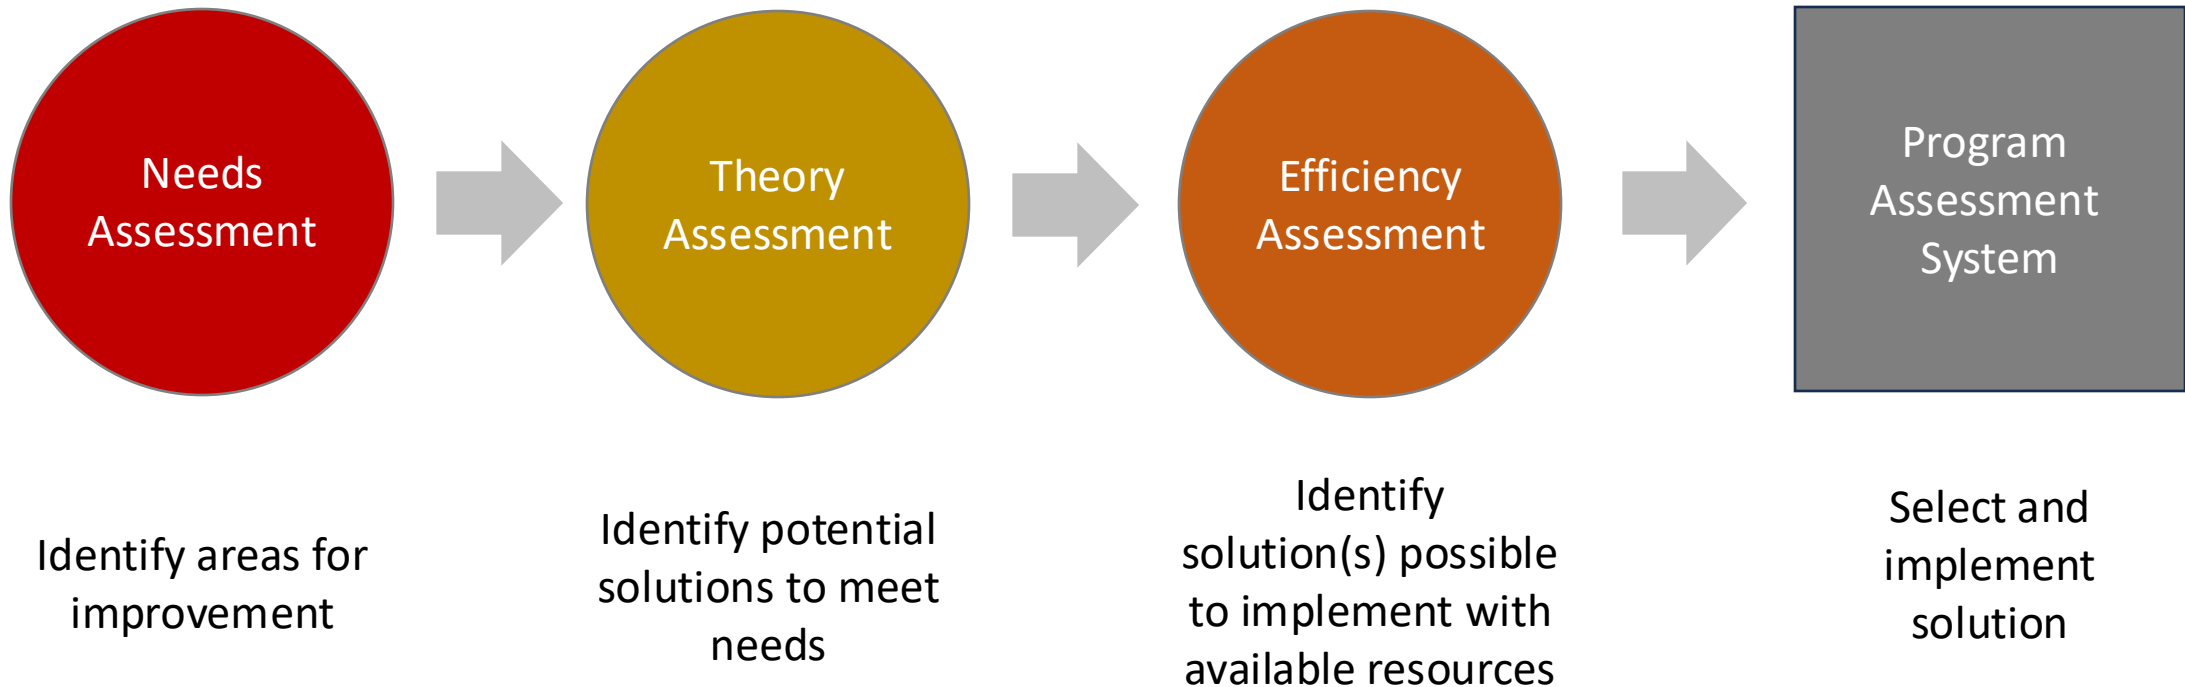 Needs
Assessment
Theory
Assessment
Efficiency
Assessment
Program
Assessment
System
Identify areas for
improvement
Identify potential
solutions to meet
needs
Identify
solution(s) possible
to implement with
available resources
Select and
implement
solution